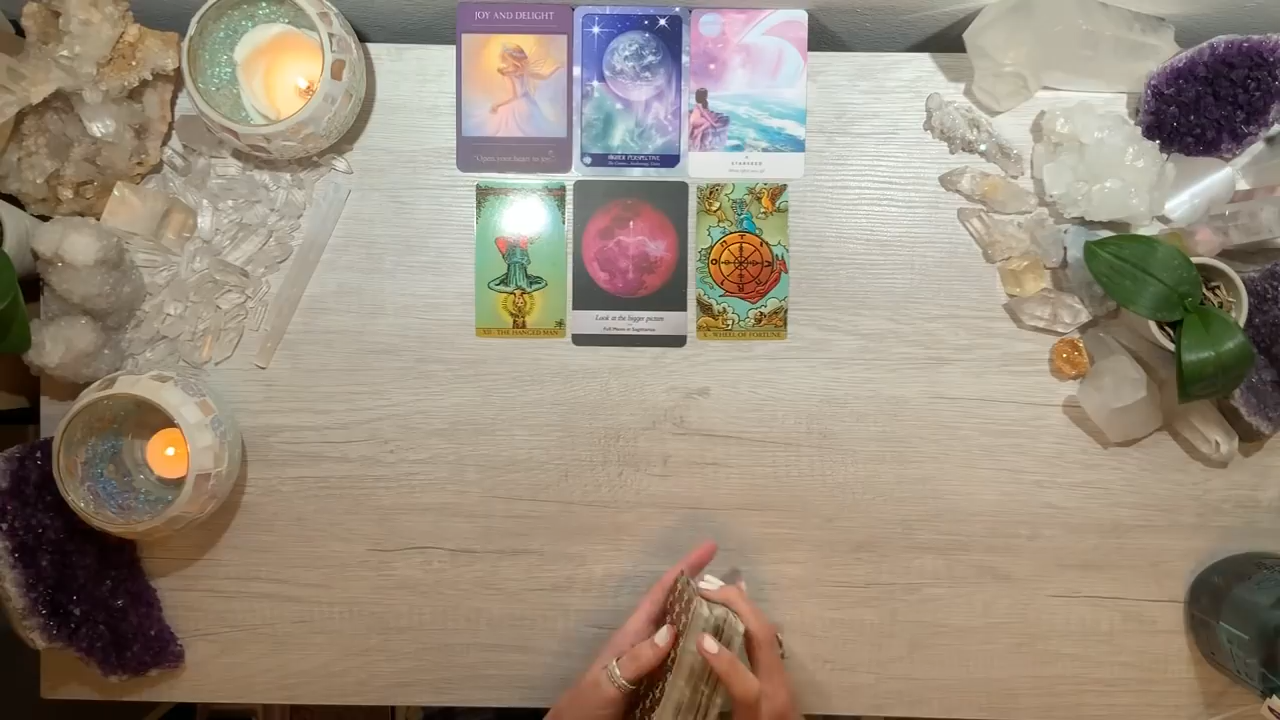 JOY AND DELIGHT
"Open your heart to joy."
HIGHER PERSPECTIVE
STARSEED
XII · THE HANGED MAN
Look at the bigger picture
Full Moon in Sagittarius
X · WHEEL OF FORTUNE